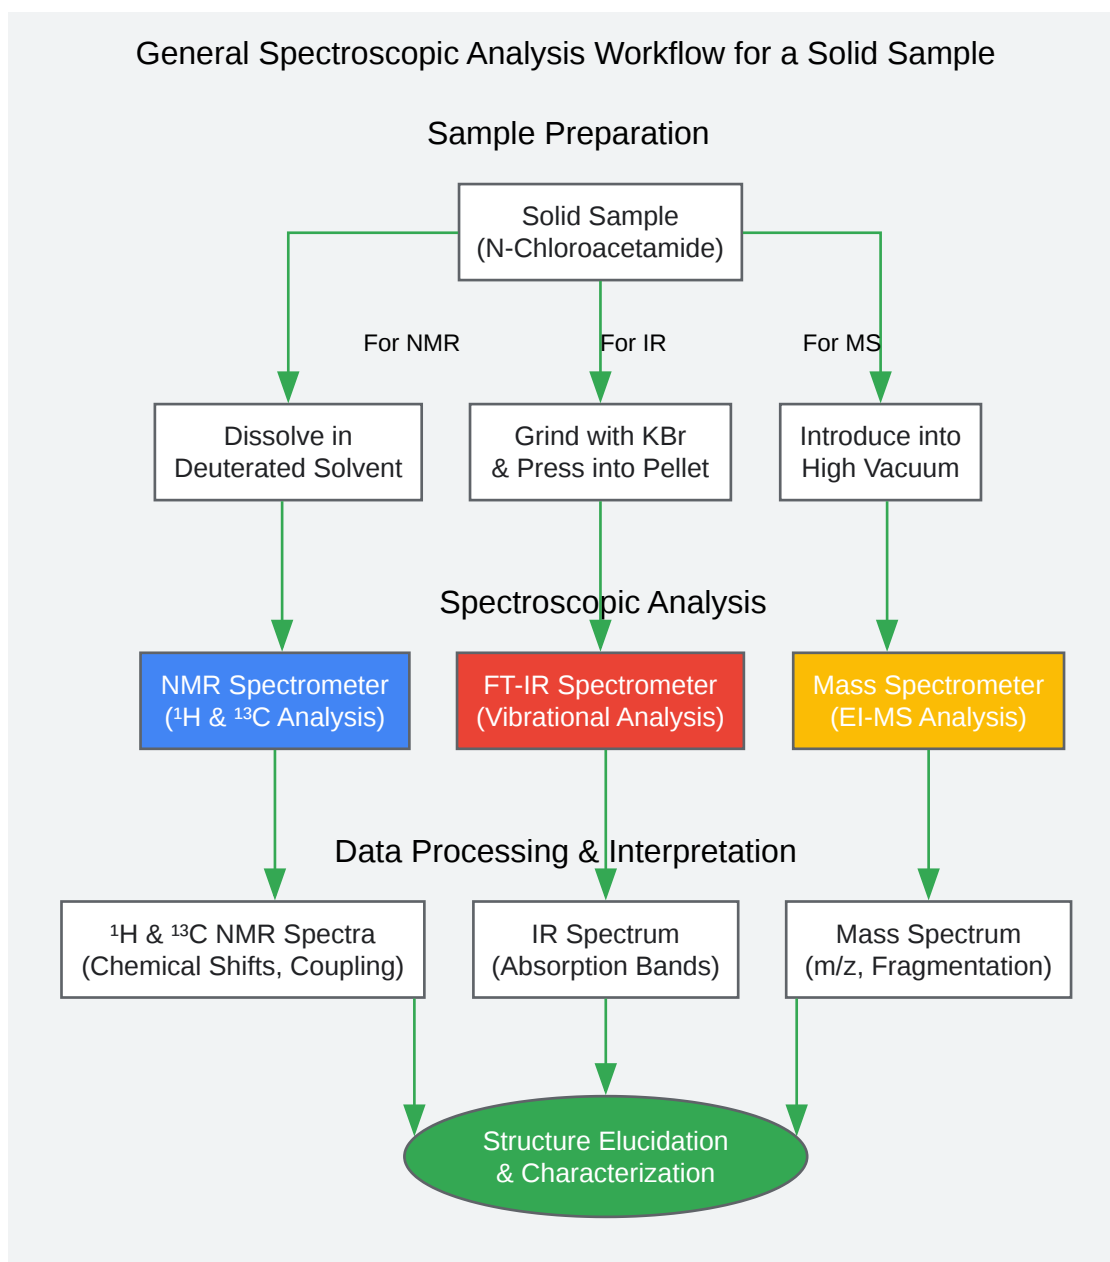 General Spectroscopic Analysis Workflow for a Solid Sample
Sample Preparation
Solid Sample
(N-Chloroacetamide)
For NMR
For IR
For MS
Dissolve in
Deuterated Solvent
Grind with KBr
& Press into Pellet
Introduce into
High Vacuum
Spectroscopic Analysis
NMR Spectrometer
(¹H & ¹³C Analysis)
FT-IR Spectrometer
(Vibrational Analysis)
Mass Spectrometer
(EI-MS Analysis)
Data Processing & Interpretation
¹H & ¹³C NMR Spectra
(Chemical Shifts, Coupling)
IR Spectrum
(Absorption Bands)
Mass Spectrum
(m/z, Fragmentation)
Structure Elucidation
& Characterization